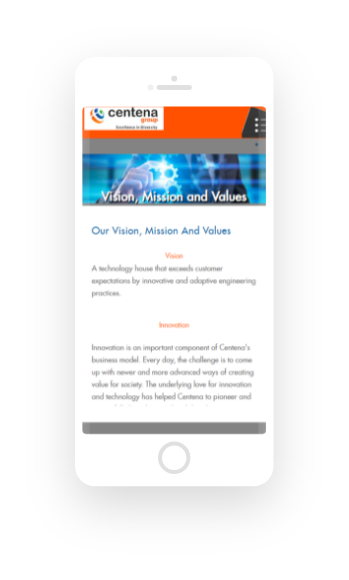 centena
group
Excellence in Diversity
Vision, Mission and Values
Our Vision, Mission And Values
Vision
A technology house that exceeds customer
expectations by innovative and adaptive engineering
practices.
Innovation
Innovation is an important component of Centena's
business model. Every day, the challenge is to come
up with newer and more advanced ways of creating
value for society. The underlying love for innovation
and technology has helped Centena to pioneer and